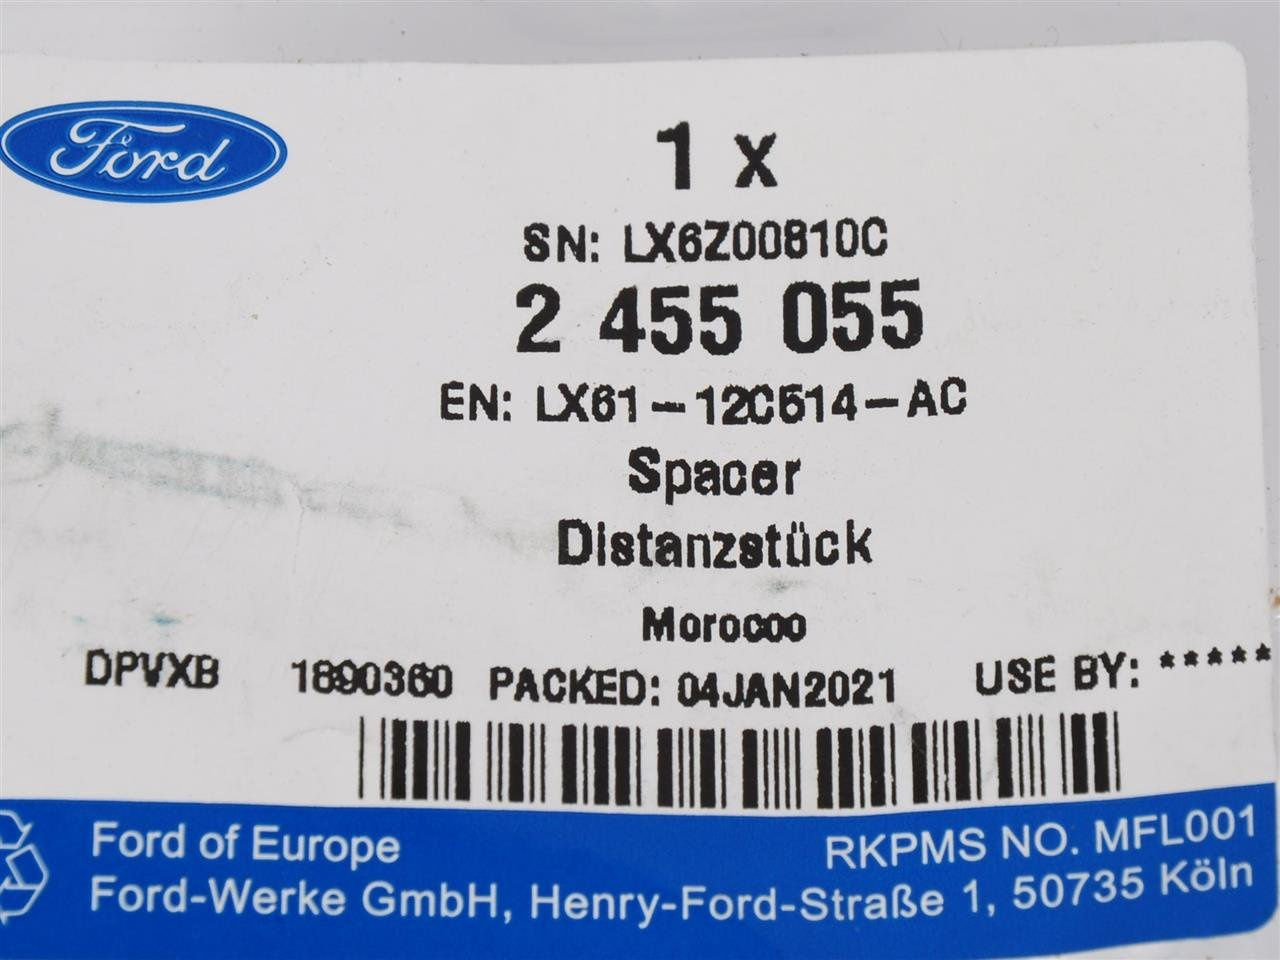 Ford
1 x
SN: LX6Z00810C
2 455 055
EN: LX61-12C514-AC
Spacer
Distanzstück
Morocco
DPVXB 1890360 PACKED: 04JAN2021 USE BY: *****
Ford of Europe
RKPMS NO. MFL001
Ford-Werke GmbH, Henry-Ford-Straße 1, 50735 Köln